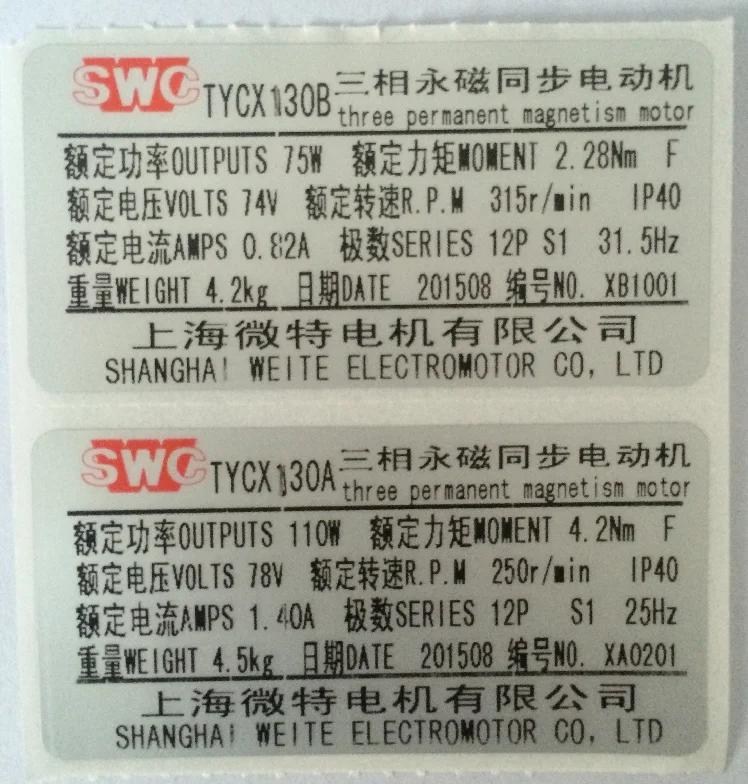 SWC TYCX130B 三相永磁同步电动机
three permanent magnetism motor
额定功率OUTPUTS 75W 额定力矩MOMENT 2.28Nm F
额定电压VOLTS 74V 额定转速R.P.M 315r/min IP40
额定电流AMPS 0.82A 极数SERIES 12P S1 31.5Hz
重量WEIGHT 4.2kg 日期DATE 201508 编号NO. XB1001
上海微特电机有限公司
SHANGHAI WEITE ELECTROMOTOR CO, LTD
SWC TYCX130A 三相永磁同步电动机
three permanent magnetism motor
额定功率OUTPUTS 110W 额定力矩MOMENT 4.2Nm F
额定电压VOLTS 78V 额定转速R.P.M 250r/min IP40
额定电流AMPS 1.40A 极数SERIES 12P S1 25Hz
重量WEIGHT 4.5kg 日期DATE 201508 编号NO. XA0201
上海微特电机有限公司
SHANGHAI WEITE ELECTROMOTOR CO, LTD